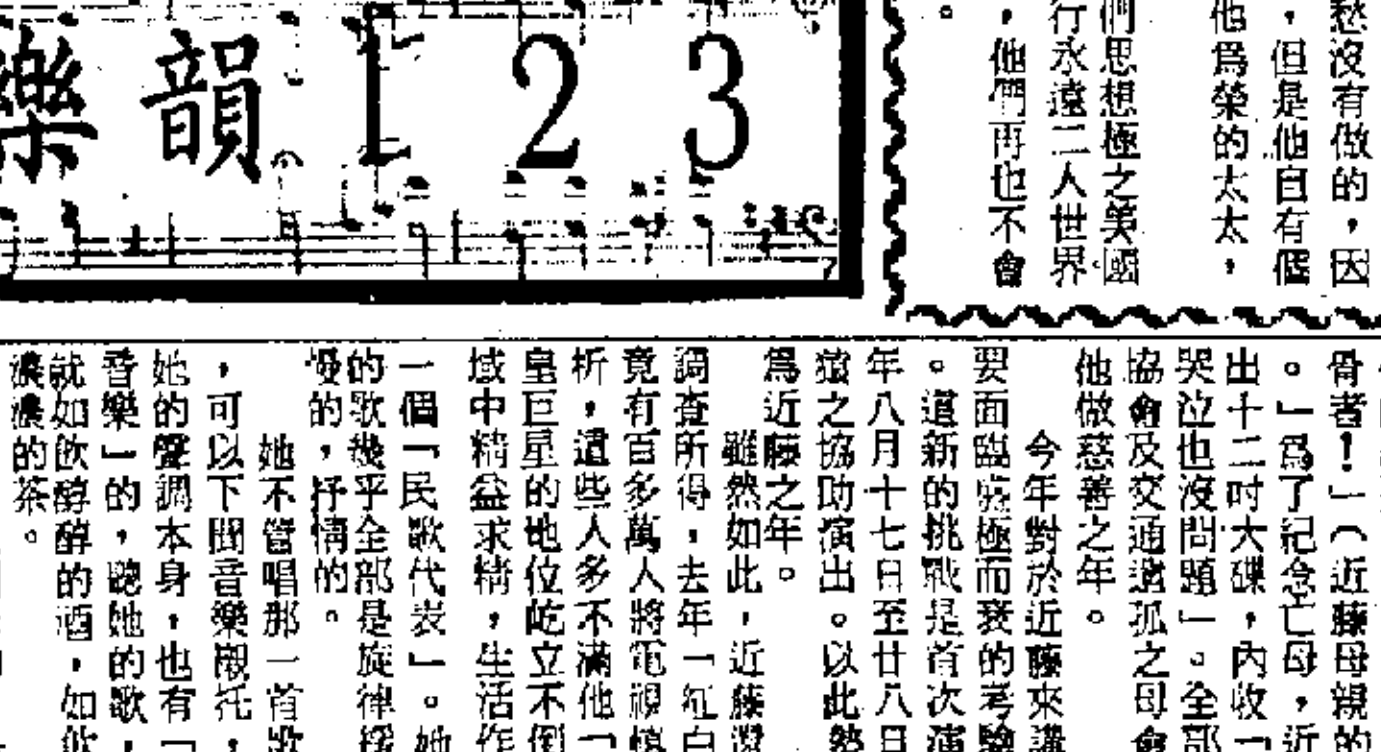 樂韻123
愁沒有做的，因
，但是他自有個
他爲榮的太太，
們思想極之美國
行永遠二人世界
，他們再也不會
。
骨者！」（近藤母親的
。」爲了紀念亡母，近
出十二吋大碟，內收「
哭泣也沒問題」。全部
協會及交通遺孤之母會
他做慈善之年。
今年對於近藤來講
要面臨盛極而衰的考驗
。這新的挑戰是首次演
年八月十七日至廿八日
猿之協助演出。以此勢
爲近藤之年。
雖然如此，近藤
調查所得，去年「紅白
竟有百多萬人將電視
析，這些人多不滿他「
皇巨星的地位屹立不倒
域中精益求精，生活作
一個「民歌代表」。她
的歌幾乎全部是旋律緩
慢的，抒情的。
她不管唱那一首歌
，可以下闋音樂襯托，
她的聲調本身，也有「
音樂」的，聽她的歌，
就如飲醇醇的酒，如飲
濃濃的茶。